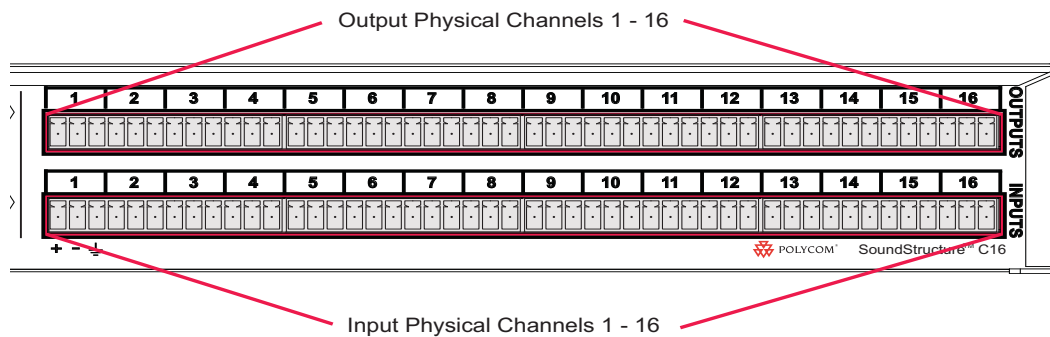 Output Physical Channels 1 - 16
1 2 3 4 5 6 7 8 9 10 11 12 13 14 15 16
OUTPUTS
1 2 3 4 5 6 7 8 9 10 11 12 13 14 15 16
INPUTS
+ -
POLYCOM® SoundStructure™ C16
Input Physical Channels 1 - 16